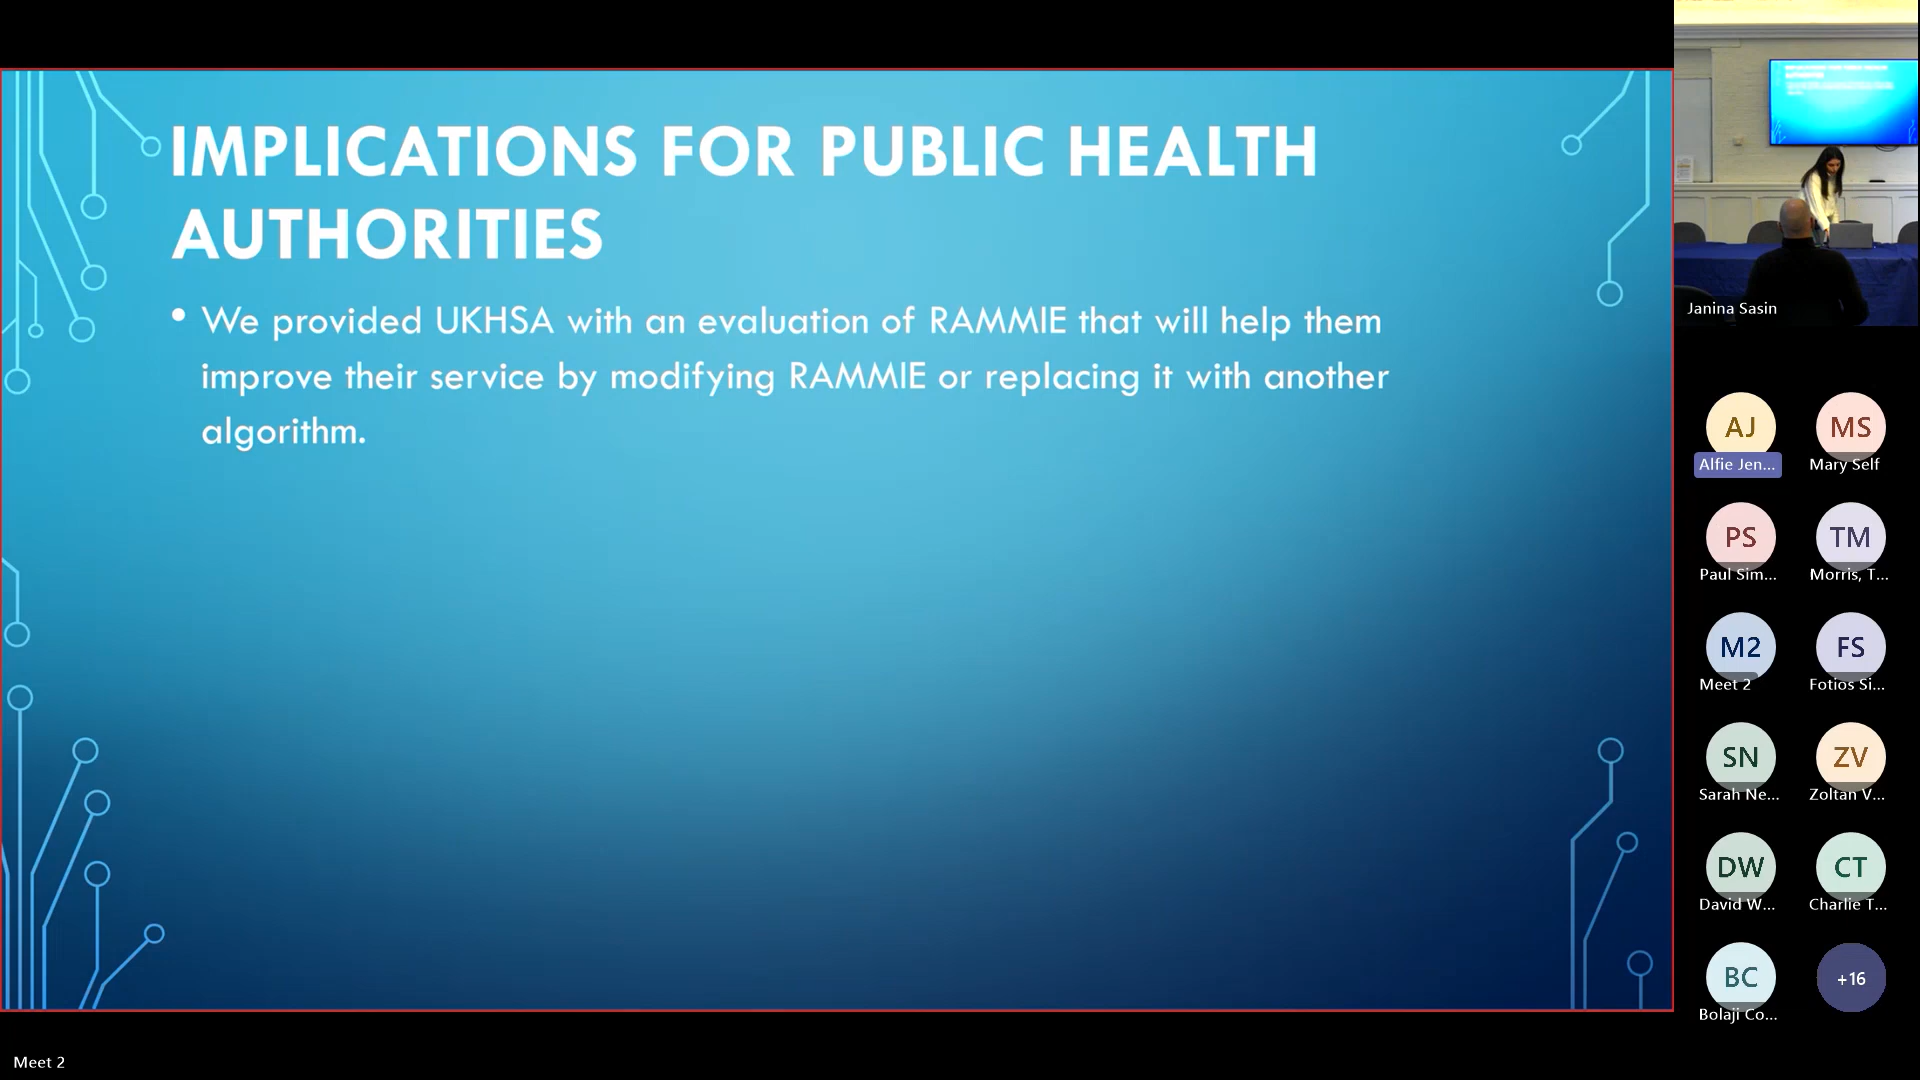 IMPLICATIONS FOR PUBLIC HEALTH
AUTHORITIES
• We provided UKHSA with an evaluation of RAMMIE that will help them
improve their service by modifying RAMMIE or replacing it with another
algorithm.
Janina Sasin
AJ
Alfie Jen...
MS
Mary Self
PS
Paul Sim...
TM
Morris, T...
M2
Meet 2
FS
Fotios Si...
SN
Sarah Ne...
ZV
Zoltan V...
DW
David W...
CT
Charlie T...
BC
Bolaji Co...
+16
Meet 2